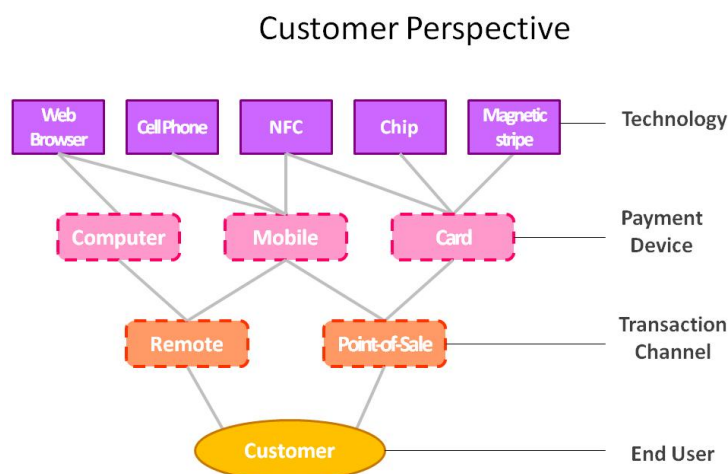 Customer Perspective
Web
Browser
Cell Phone
NFC
Chip
Magnetic
stripe
Technology
Computer
Mobile
Card
Payment
Device
Remote
Point-of-Sale
Transaction
Channel
Customer
End User